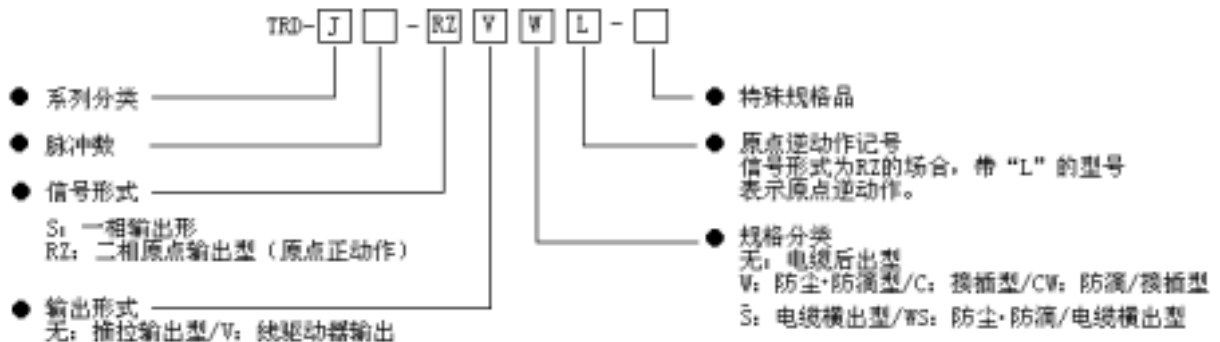 TRD-J□-RZ V W L-□
● 系列分类
● 脉冲数
● 信号形式
S：一相输出形
RZ：二相原点输出型（原点正动作）
● 输出形式
无：推拉输出型/V：线驱动器输出
● 特殊规格品
● 原点逆动作记号
信号形式为RZ的场合，带“L”的型号
表示原点逆动作。
● 规格分类
无：电缆后出型
W：防尘·防滴型/C：接插型/CW：防滴/接插型
S：电缆横出型/WS：防尘·防滴/电缆横出型